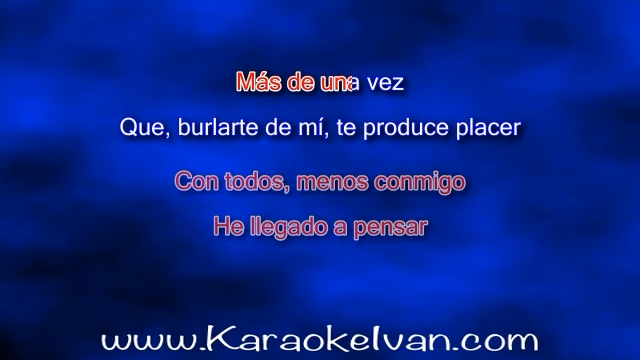 Más de una vez
Que, burlarte de mí, te produce placer
Con todos, menos conmigo
He llegado a pensar
www.KaraokeIvan.com